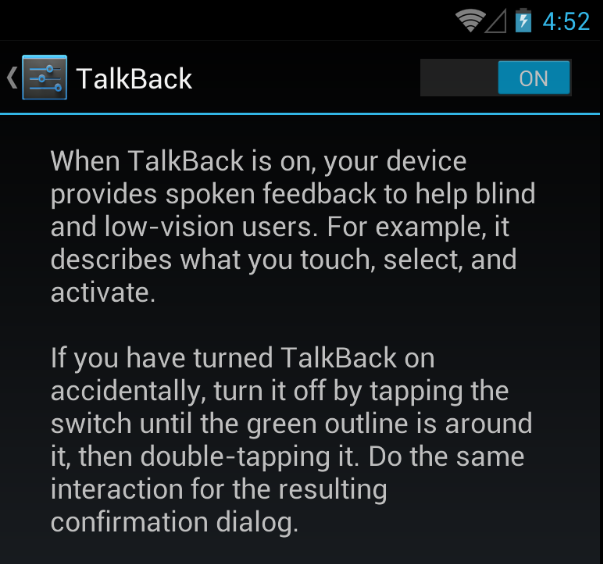 4:52
TalkBack
ON
When TalkBack is on, your device
provides spoken feedback to help blind
and low-vision users. For example, it
describes what you touch, select, and
activate.
If you have turned TalkBack on
accidentally, turn it off by tapping the
switch until the green outline is around
it, then double-tapping it. Do the same
interaction for the resulting
confirmation dialog.